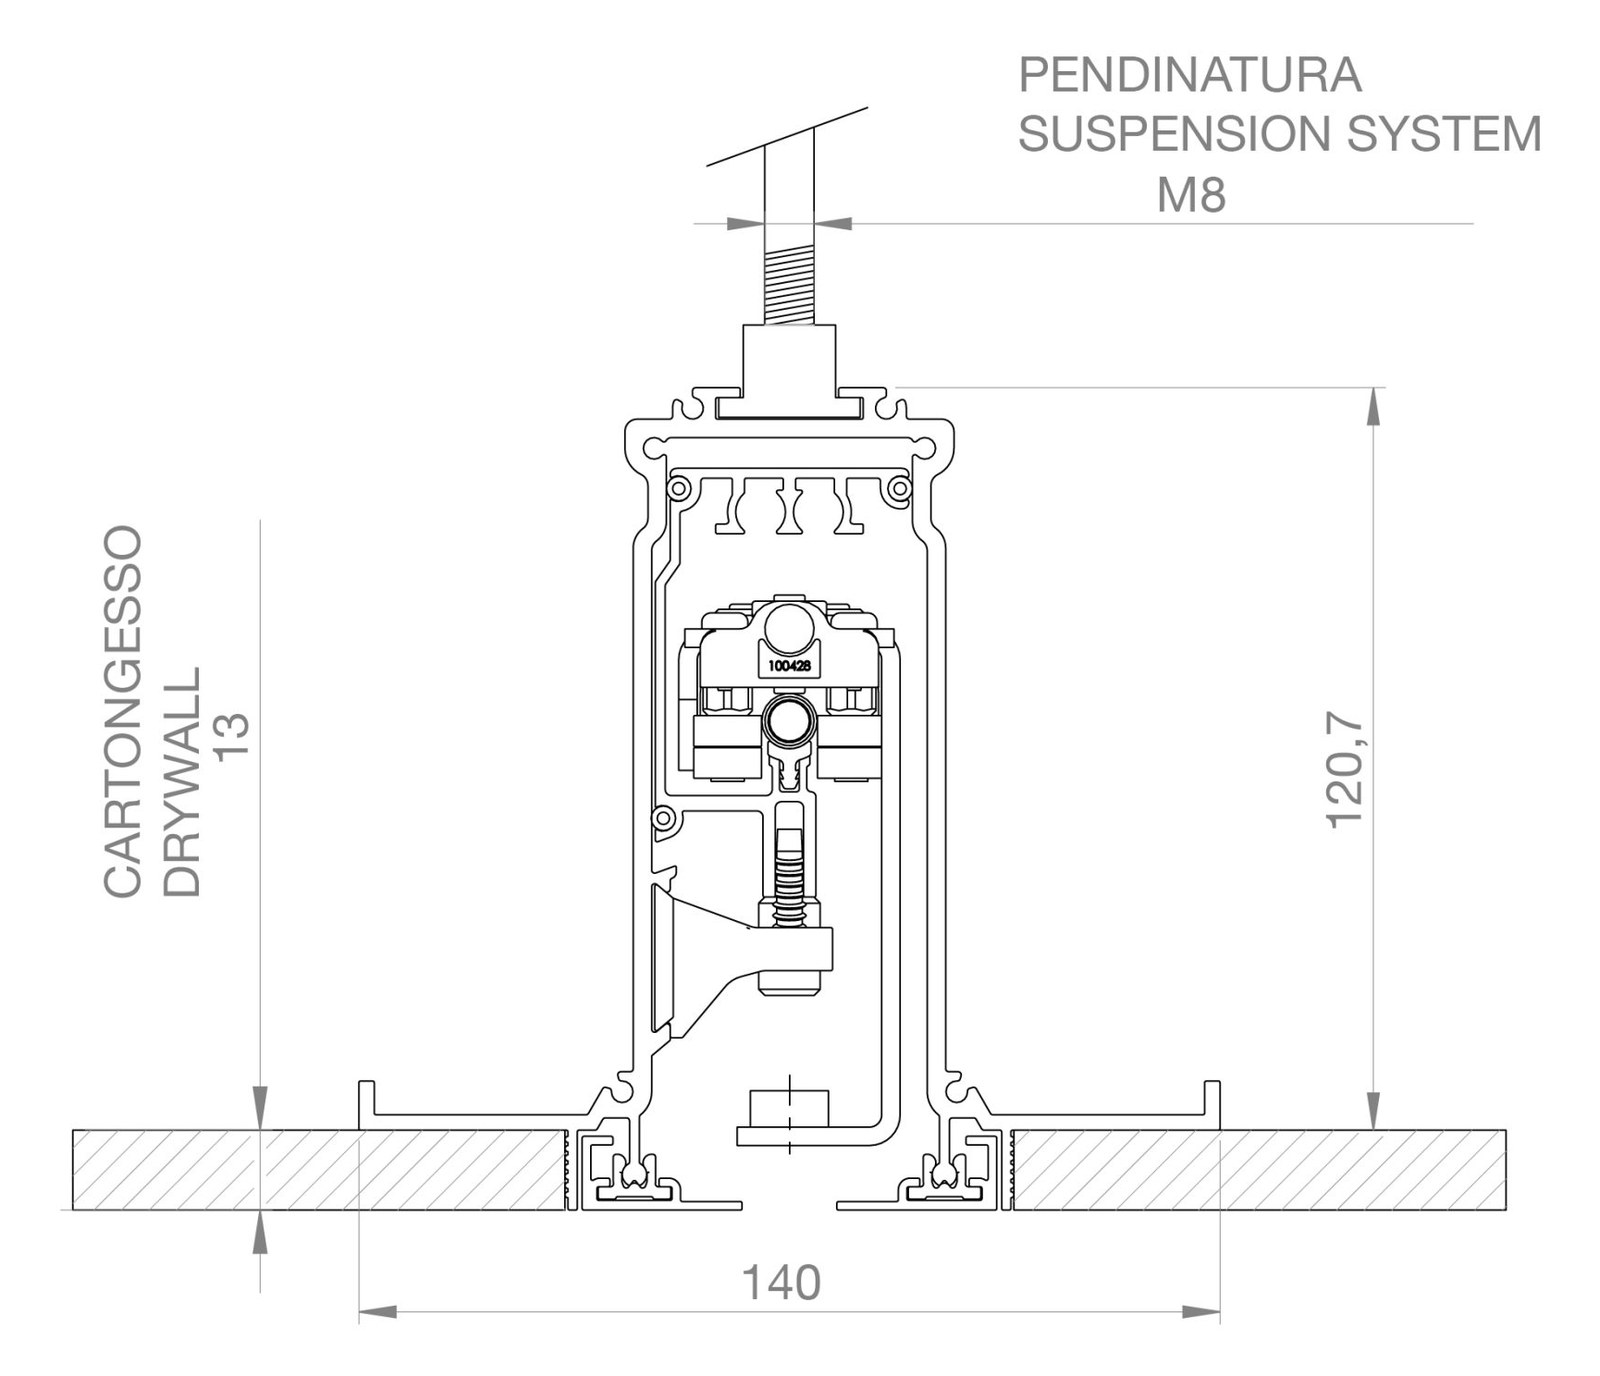 PENDINATURA
SUSPENSION SYSTEM
M8
CARTONGESSO
DRYWALL
13
100428
120,7
140